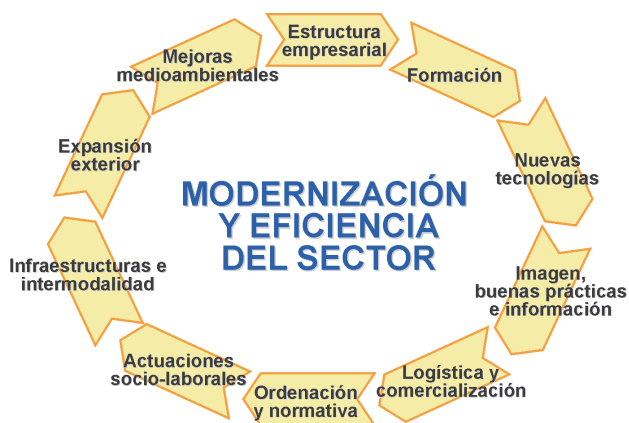 Estructura
empresarial
Formación
Nuevas
tecnologías
Imagen,
buenas prácticas
e información
Logística y
comercialización
Ordenación
y normativa
Actuaciones
socio-laborales
Infraestructuras e
intermodalidad
Expansión
exterior
Mejoras
medioambientales
MODERNIZACIÓN
Y EFICIENCIA
DEL SECTOR